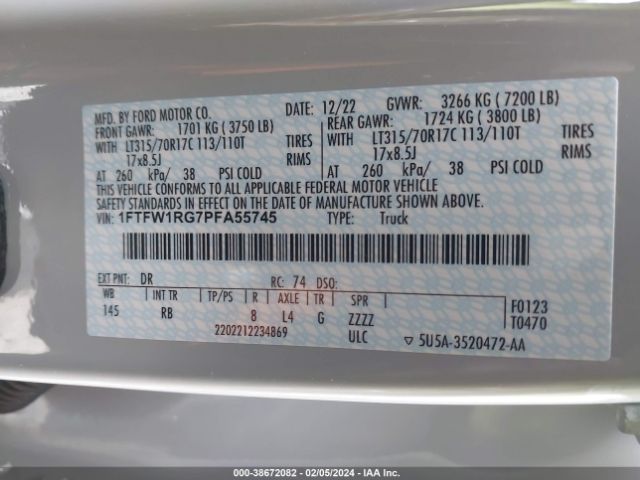 MFD. BY FORD MOTOR CO. DATE: 12/22 GVWR: 3266 KG ( 7200 LB)
FRONT GAWR: 1701 KG ( 3750 LB) REAR GAWR: 1724 KG ( 3800 LB)
WITH LT315/70R17C 113/110T TIRES WITH LT315/70R17C 113/110T TIRES
17x8.5J RIMS 17x8.5J RIMS
AT 260 kPa/ 38 PSI COLD AT 260 kPa/ 38 PSI COLD
THIS VEHICLE CONFORMS TO ALL APPLICABLE FEDERAL MOTOR VEHICLE
SAFETY STANDARDS IN EFFECT ON THE DATE OF MANUFACTURE SHOWN ABOVE.
VIN: 1FTFW1RG7PFA55745 TYPE: Truck
EXT PNT: DR RC: 74 DSO:
WB INT TR TP/PS R AXLE TR SPR
145 RB 8 L4 G ZZZZ
F0123
T0470
2202212234869 ULC ▽ 5U5A-3520472-AA
000-38672082 - 02/05/2024 - IAA Inc.